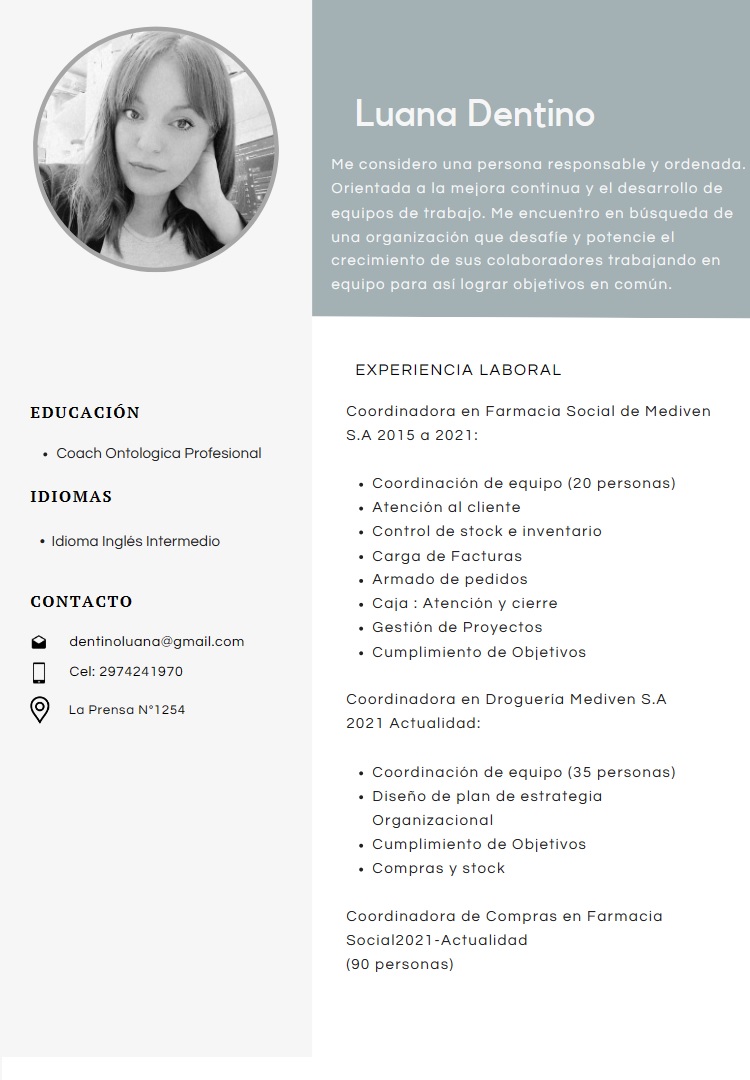 Luana Dentino
Me considero una persona responsable y ordenada.
Orientada a la mejora continua y el desarrollo de
equipos de trabajo. Me encuentro en búsqueda de
una organización que desafíe y potencie el
crecimiento de sus colaboradores trabajando en
equipo para así lograr objetivos en común.
EDUCACIÓN
• Coach Ontologica Profesional
IDIOMAS
• Idioma Inglés Intermedio
CONTACTO
dentinoluana@gmail.com
Cel: 2974241970
La Prensa N°1254
EXPERIENCIA LABORAL
Coordinadora en Farmacia Social de Mediven
S.A 2015 a 2021:
• Coordinación de equipo (20 personas)
• Atención al cliente
• Control de stock e inventario
• Carga de Facturas
• Armado de pedidos
• Caja : Atención y cierre
• Gestión de Proyectos
• Cumplimiento de Objetivos
Coordinadora en Droguería Mediven S.A
2021 Actualidad:
• Coordinación de equipo (35 personas)
• Diseño de plan de estrategia
Organizacional
• Cumplimiento de Objetivos
• Compras y stock
Coordinadora de Compras en Farmacia
Social2021-Actualidad
(90 personas)